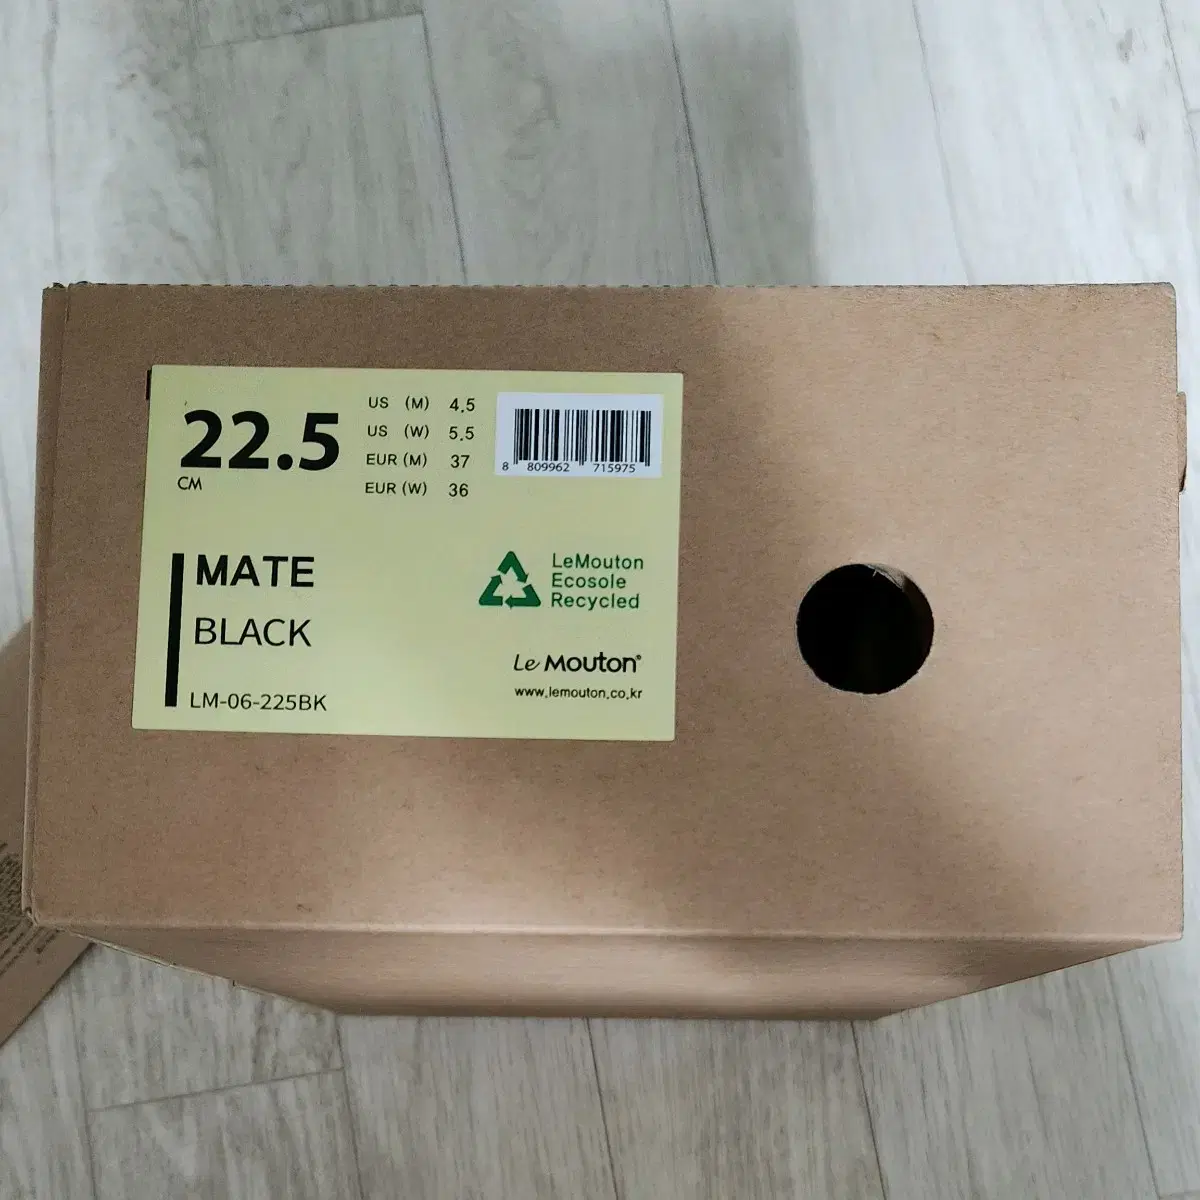 22.5
CM
US (M) 4.5
US (W) 5.5
EUR (M) 37
EUR (W) 36
8 809962 715975
MATE
BLACK
LM-06-225BK
LeMouton
Ecosole
Recycled
Le Mouton®
www.lemouton.co.kr